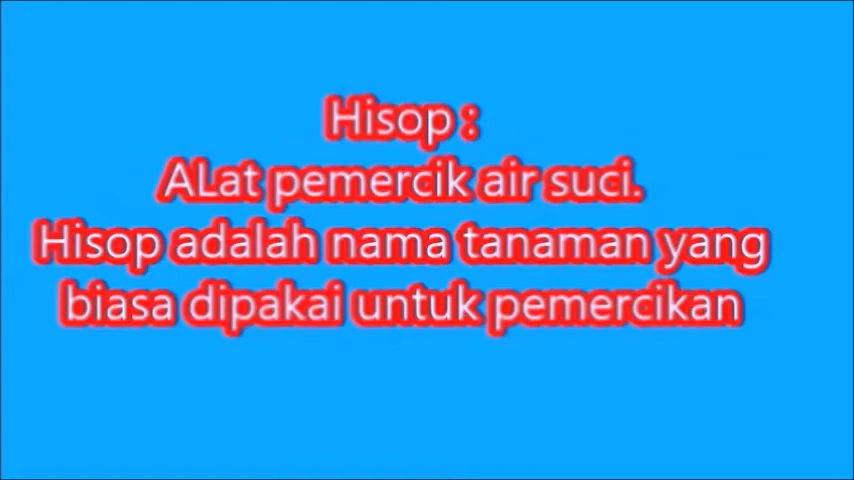 Hisop :
ALat pemercik air suci.
Hisop adalah nama tanaman yang
biasa dipakai untuk pemercikan